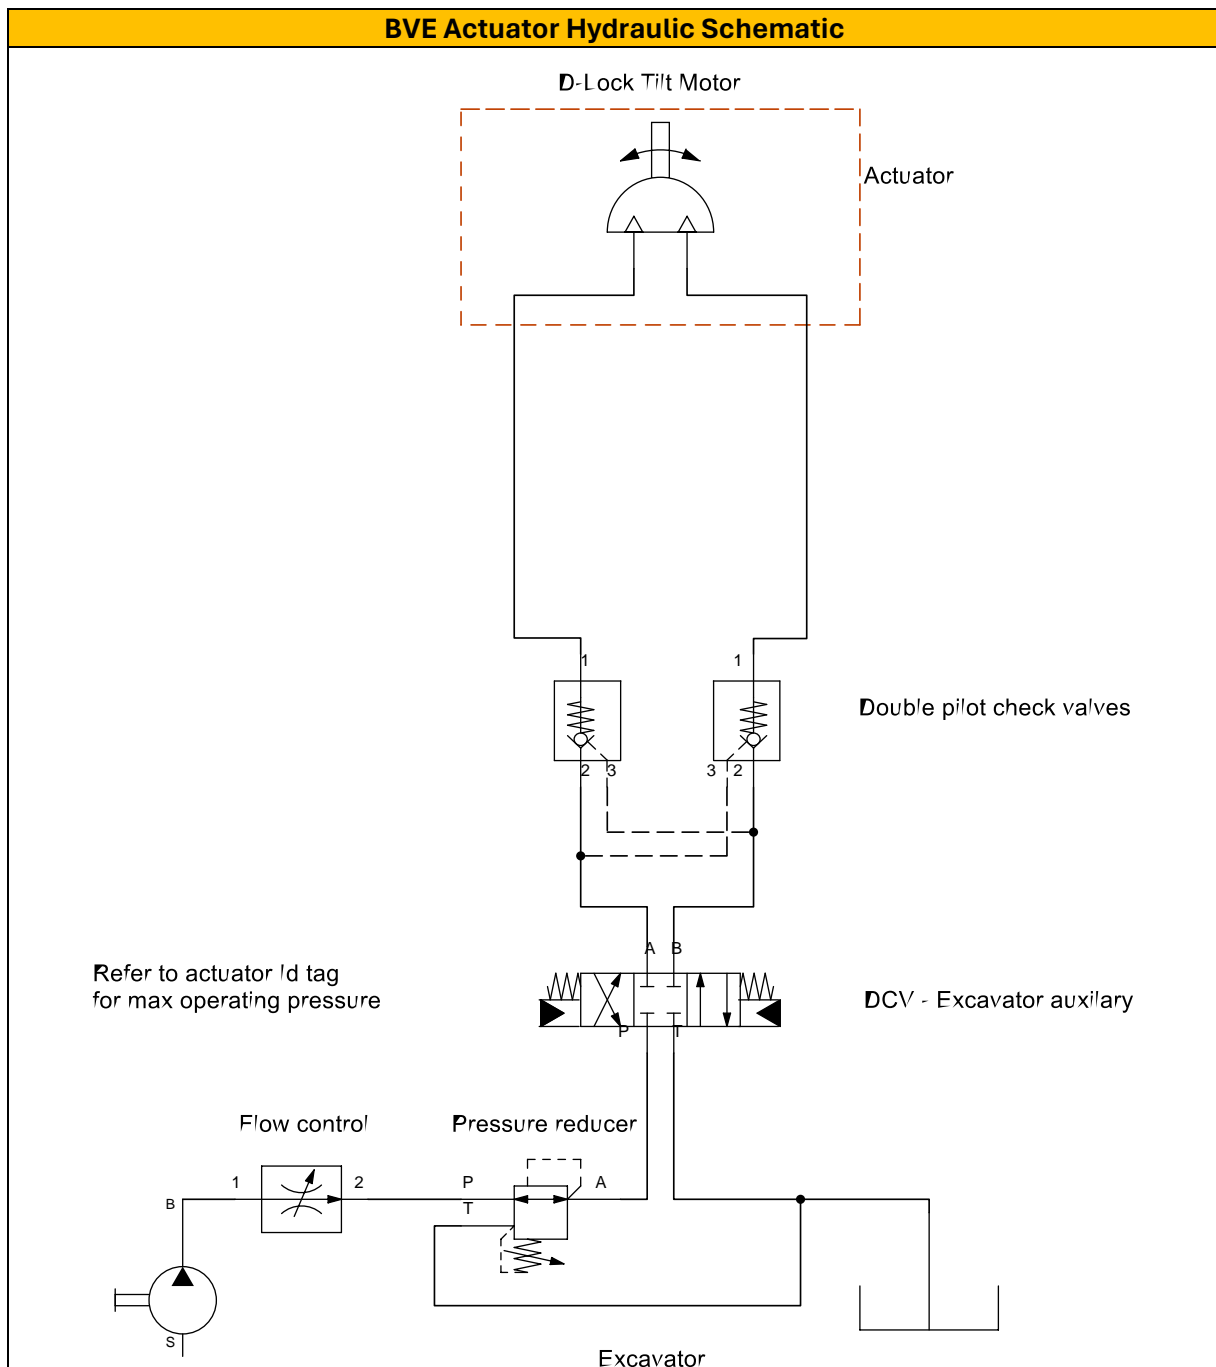 BVE Actuator Hydraulic Schematic
D-Lock Tilt Motor
Actuator
1
1
Double pilot check valves
2 3
3 2
A B
Refer to actuator Id tag
for max operating pressure
DCV - Excavator auxilary
P T
Flow control
Pressure reducer
1
2
P
A
B
T
S
Excavator